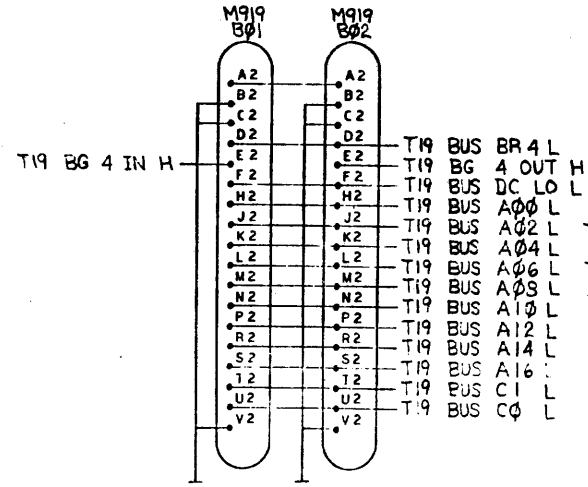 M919 M919
BØ1 BØ2
A2 A2
B2 B2
C2 C2
D2 D2 T19 BUS BR4 L
T19 BG 4 IN H E2 E2 T19 BG 4 OUT H
F2 F2 T19 BUS DC LO L
H2 H2 T19 BUS AØØ L
J2 J2 T19 BUS AØ2 L
K2 K2 T19 BUS AØ4 L
L2 L2 T19 BUS AØ6 L
M2 M2 T19 BUS AØ8 L
N2 N2 T19 BUS A1Ø L
P2 P2 T19 BUS A12 L
R2 R2 T19 BUS A14 L
S2 S2 T19 BUS A16
T2 T2 T19 BUS C1 L
U2 U2 T19 BUS CØ L
V2 V2